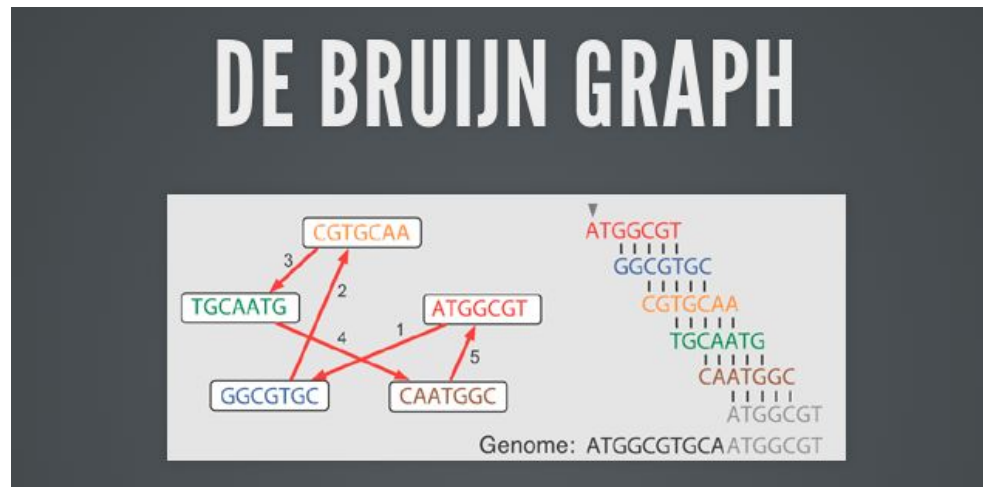 DE BRUIJN GRAPH
CGTGCAA
3
2
TGCAATG
ATGGCGT
1
4
5
GGCGTGC
CAATGGC
ATGGCGT
GGCGTGC
CGTGCAA
TGCAATG
CAATGGC
ATGGCGT
Genome: ATGGCGTGCAATGGCGT